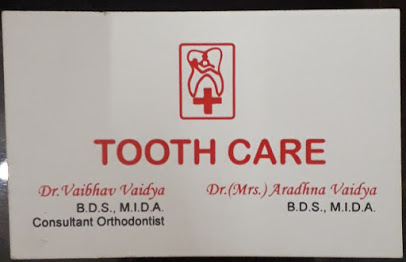 TOOTH CARE
Dr.Vaibhav Vaidya
B.D.S., M.I.D.A.
Consultant Orthodontist
Dr.(Mrs.) Aradhna Vaidya
B.D.S., M.I.D.A.